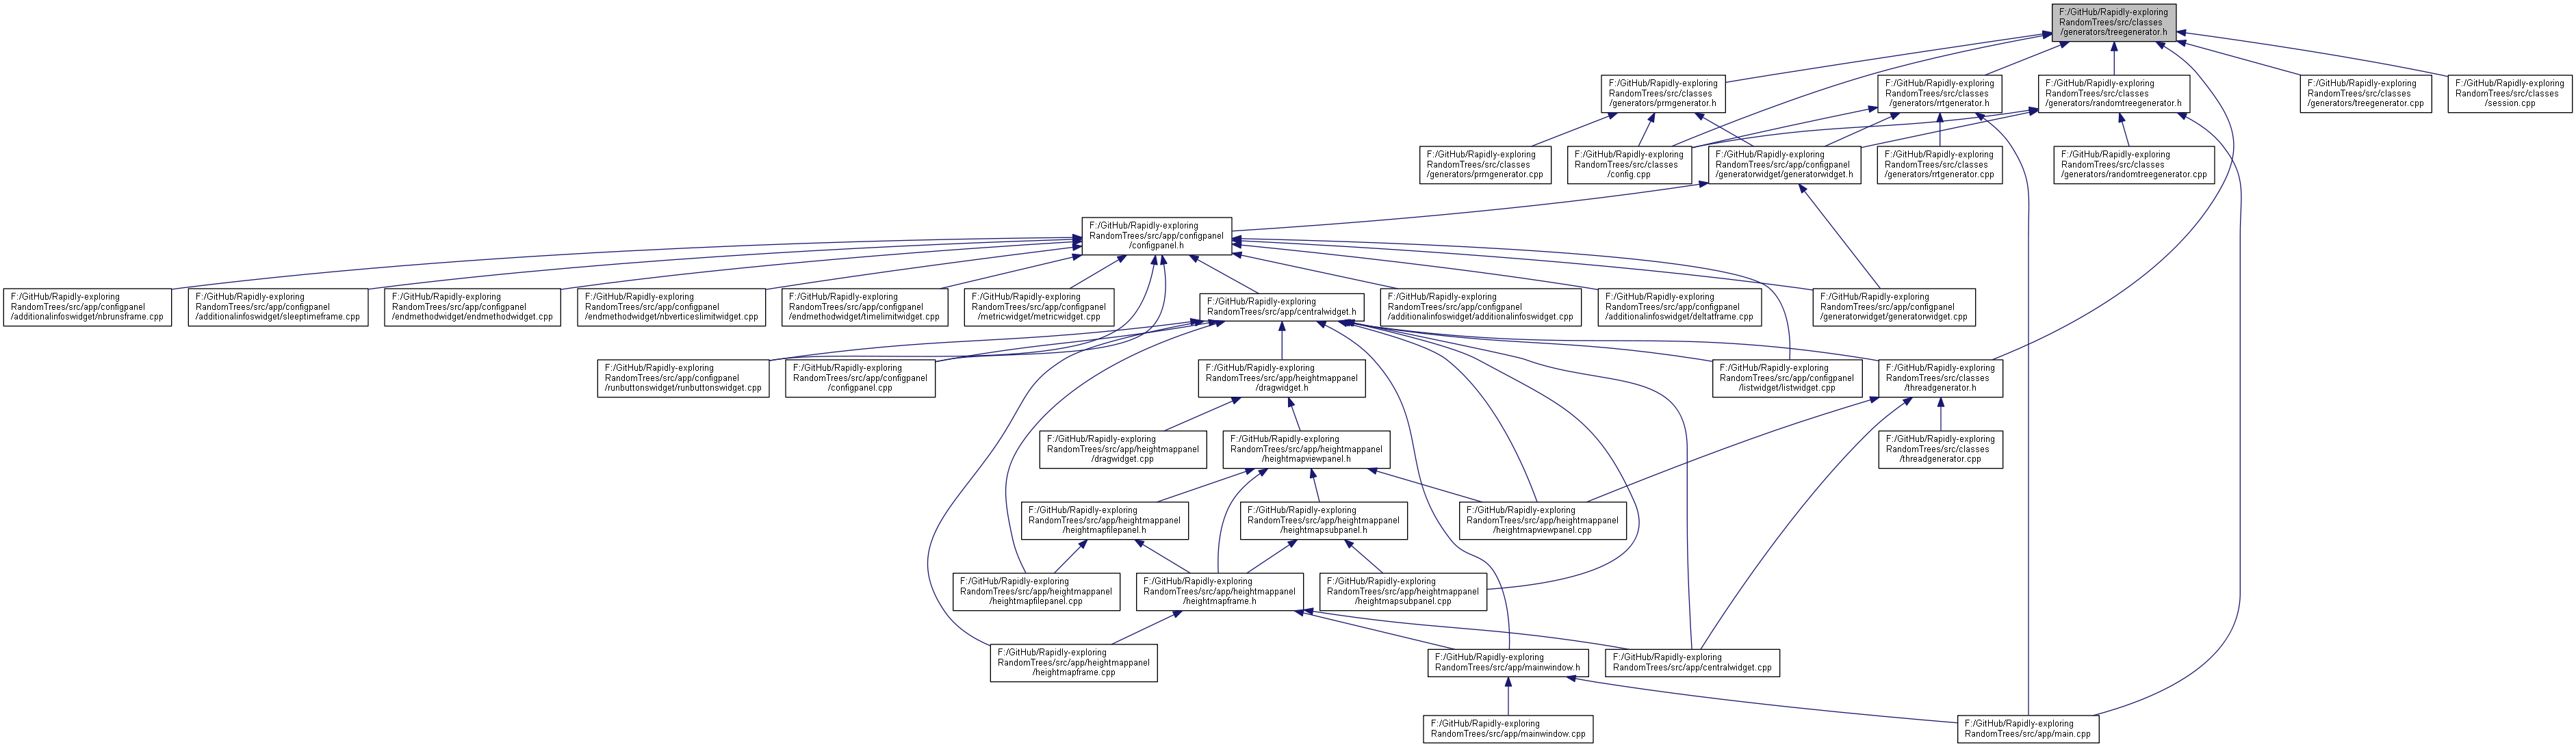 F:/GitHub/Rapidly-exploring
RandomTrees/src/classes
/generators/treegenerator.h
F:/GitHub/Rapidly-exploring
RandomTrees/src/classes
/generators/prmgenerator.h
F:/GitHub/Rapidly-exploring
RandomTrees/src/classes
/generators/rrtgenerator.h
F:/GitHub/Rapidly-exploring
RandomTrees/src/classes
/generators/randomtreegenerator.h
F:/GitHub/Rapidly-exploring
RandomTrees/src/classes
/generators/treegenerator.cpp
F:/GitHub/Rapidly-exploring
RandomTrees/src/classes
/session.cpp
F:/GitHub/Rapidly-exploring
RandomTrees/src/classes
/generators/prmgenerator.cpp
F:/GitHub/Rapidly-exploring
RandomTrees/src/classes
/config.cpp
F:/GitHub/Rapidly-exploring
RandomTrees/src/app/configpanel
/generatorwidget/generatorwidget.h
F:/GitHub/Rapidly-exploring
RandomTrees/src/classes
/generators/rrtgenerator.cpp
F:/GitHub/Rapidly-exploring
RandomTrees/src/classes
/generators/randomtreegenerator.cpp
F:/GitHub/Rapidly-exploring
RandomTrees/src/app/configpanel
/configpanel.h
F:/GitHub/Rapidly-exploring
RandomTrees/src/app/configpanel
/additionalinfoswidget/nbrunsframe.cpp
F:/GitHub/Rapidly-exploring
RandomTrees/src/app/configpanel
/additionalinfoswidget/sleeptimeframe.cpp
F:/GitHub/Rapidly-exploring
RandomTrees/src/app/configpanel
/endmethodwidget/endmethodwidget.cpp
F:/GitHub/Rapidly-exploring
RandomTrees/src/app/configpanel
/endmethodwidget/nbverticeslimitwidget.cpp
F:/GitHub/Rapidly-exploring
RandomTrees/src/app/configpanel
/endmethodwidget/timelimitwidget.cpp
F:/GitHub/Rapidly-exploring
RandomTrees/src/app/configpanel
/metricwidget/metricwidget.cpp
F:/GitHub/Rapidly-exploring
RandomTrees/src/app/centralwidget.h
F:/GitHub/Rapidly-exploring
RandomTrees/src/app/configpanel
/additionalinfoswidget/additionalinfoswidget.cpp
F:/GitHub/Rapidly-exploring
RandomTrees/src/app/configpanel
/additionalinfoswidget/deltatframe.cpp
F:/GitHub/Rapidly-exploring
RandomTrees/src/app/configpanel
/generatorwidget/generatorwidget.cpp
F:/GitHub/Rapidly-exploring
RandomTrees/src/app/configpanel
/runbuttonswidget/runbuttonswidget.cpp
F:/GitHub/Rapidly-exploring
RandomTrees/src/app/configpanel
/configpanel.cpp
F:/GitHub/Rapidly-exploring
RandomTrees/src/app/heightmappanel
/dragwidget.h
F:/GitHub/Rapidly-exploring
RandomTrees/src/app/configpanel
/listwidget/listwidget.cpp
F:/GitHub/Rapidly-exploring
RandomTrees/src/classes
/threadgenerator.h
F:/GitHub/Rapidly-exploring
RandomTrees/src/app/heightmappanel
/dragwidget.cpp
F:/GitHub/Rapidly-exploring
RandomTrees/src/app/heightmappanel
/heightmapviewpanel.h
F:/GitHub/Rapidly-exploring
RandomTrees/src/classes
/threadgenerator.cpp
F:/GitHub/Rapidly-exploring
RandomTrees/src/app/heightmappanel
/heightmapfilepanel.h
F:/GitHub/Rapidly-exploring
RandomTrees/src/app/heightmappanel
/heightmapsubpanel.h
F:/GitHub/Rapidly-exploring
RandomTrees/src/app/heightmappanel
/heightmapviewpanel.cpp
F:/GitHub/Rapidly-exploring
RandomTrees/src/app/heightmappanel
/heightmapfilepanel.cpp
F:/GitHub/Rapidly-exploring
RandomTrees/src/app/heightmappanel
/heightmapframe.h
F:/GitHub/Rapidly-exploring
RandomTrees/src/app/heightmappanel
/heightmapsubpanel.cpp
F:/GitHub/Rapidly-exploring
RandomTrees/src/app/heightmappanel
/heightmapframe.cpp
F:/GitHub/Rapidly-exploring
RandomTrees/src/app/mainwindow.h
F:/GitHub/Rapidly-exploring
RandomTrees/src/app/centralwidget.cpp
F:/GitHub/Rapidly-exploring
RandomTrees/src/app/mainwindow.cpp
F:/GitHub/Rapidly-exploring
RandomTrees/src/app/main.cpp